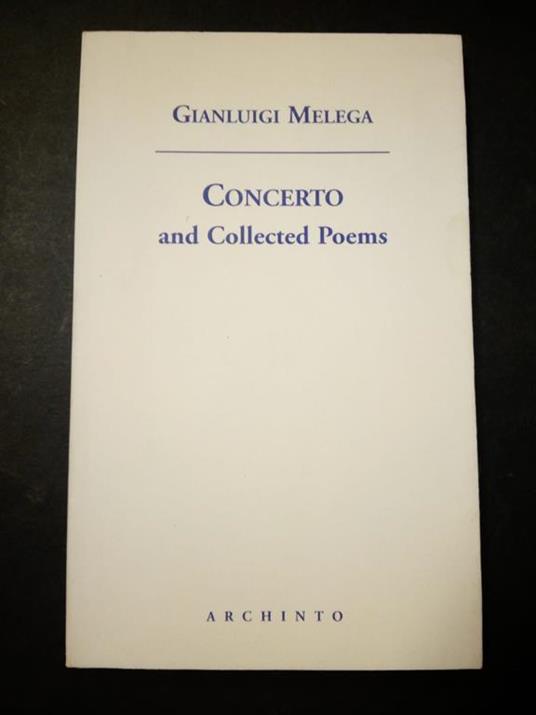 GIANLUIGI MELEGA
CONCERTO
and Collected Poems
ARCHINTO